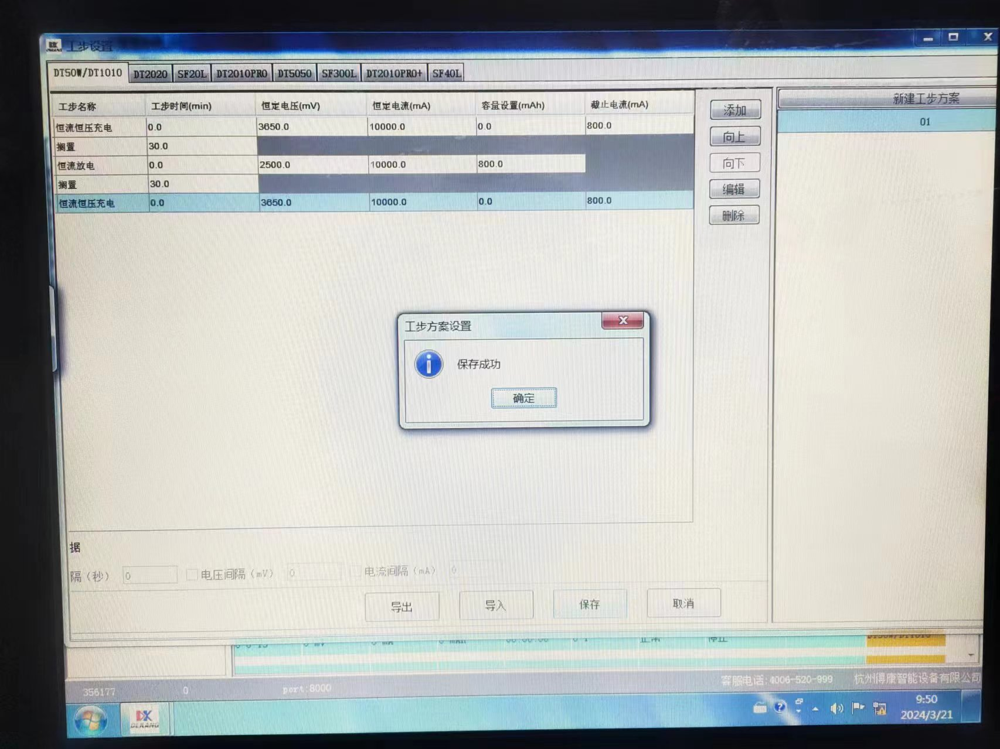 工步设置
DT50W/DT1010 DT2020 SF20L DT2010PRO DT5050 SF300L DT2010PRO+ SF40L
工步名称 工步时间(min) 恒定电压(mV) 恒定电流(mA) 容量设置(mAh) 截止电流(mA)
恒流恒压充电 0.0 3650.0 10000.0 0.0 800.0
搁置 30.0
恒流放电 0.0 2500.0 10000.0 800.0
搁置 30.0
恒流恒压充电 0.0 3650.0 10000.0 0.0 800.0
添加
向上
向下
编辑
删除
新建工步方案
01
工步方案设置
保存成功
确定
据
隔（秒） 0 电压间隔（mV） 0 电流间隔（mA） 0
导出 导入 保存 取消
正常 停止 DT50W/DT1010
356177 0 port:8000 客服电话:4006-520-999 杭州得康智能设备有限公司
DK
DEKANG
9:50
2024/3/21